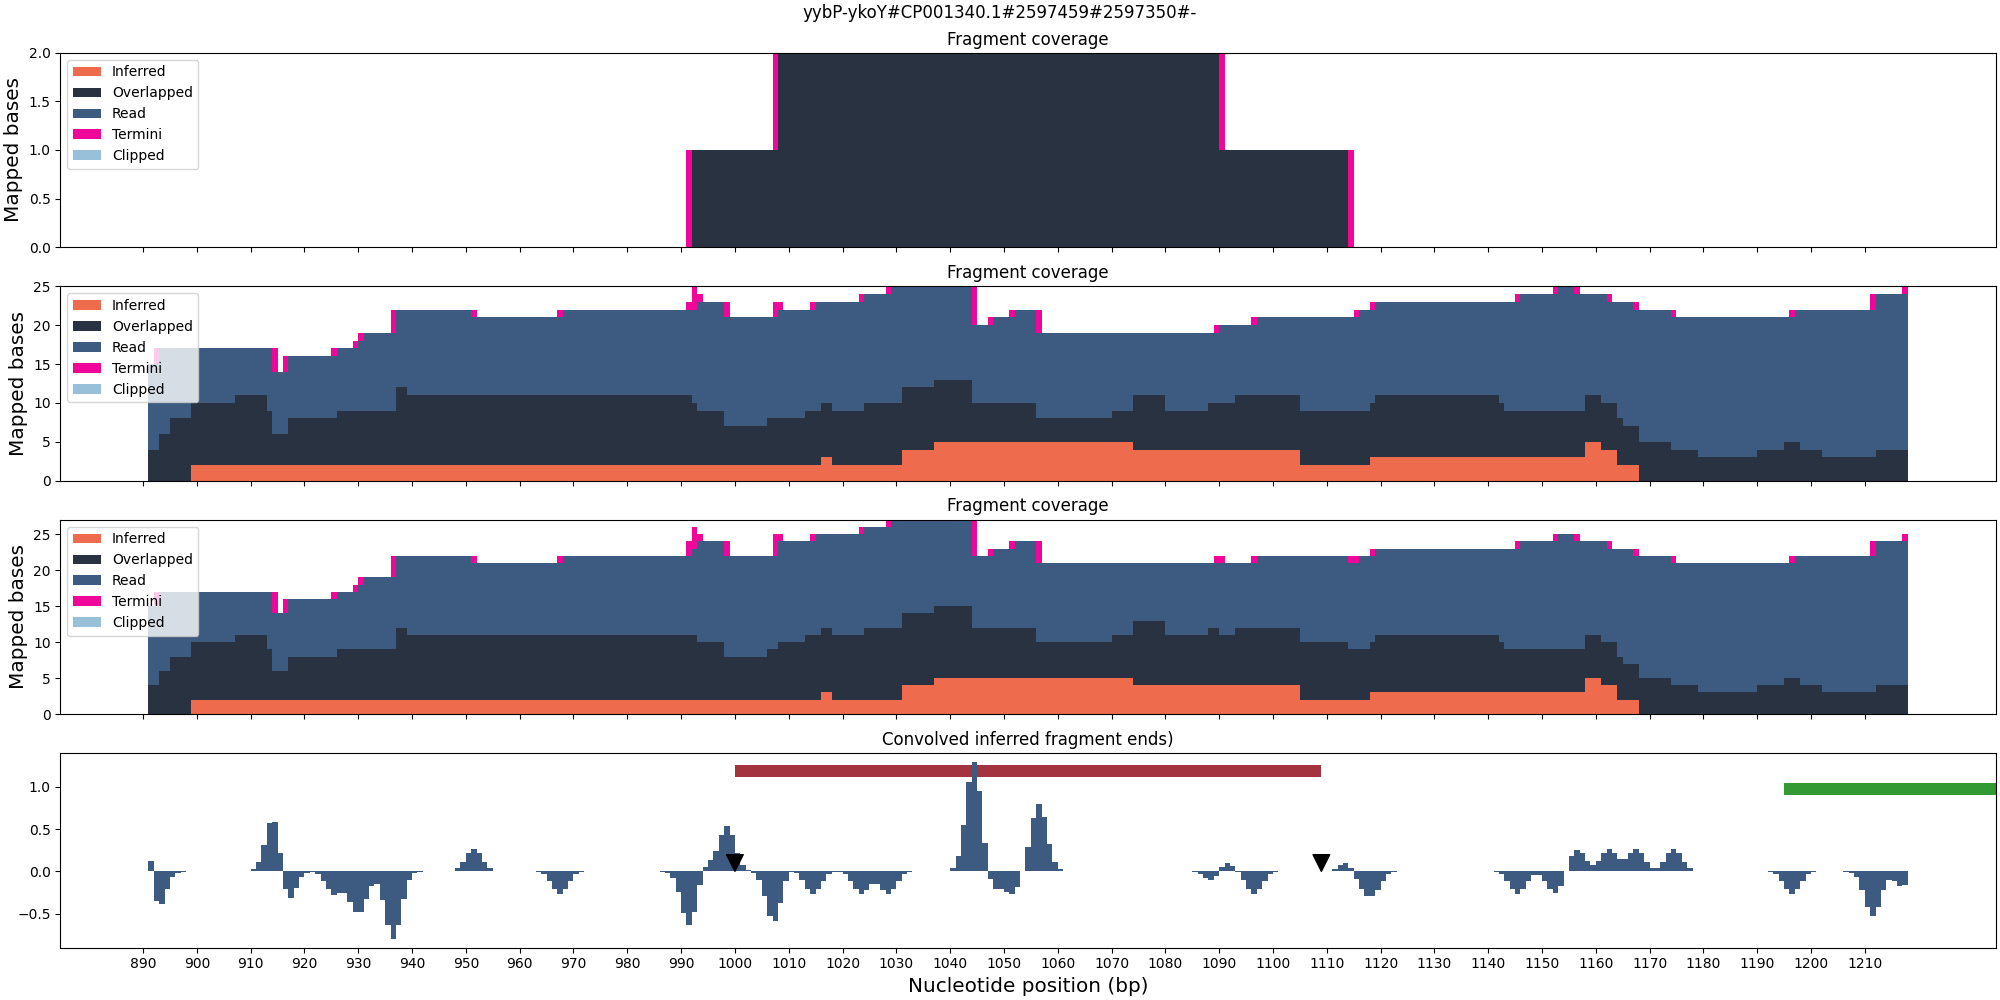 yybP-ykoY#CP001340.1#2597459#2597350#-
Fragment coverage
Mapped bases
2.0
1.5
1.0
0.5
0.0
Inferred
Overlapped
Read
Termini
Clipped
Fragment coverage
Mapped bases
25
20
15
10
5
0
Inferred
Overlapped
Read
Termini
Clipped
Fragment coverage
Mapped bases
25
20
15
10
5
0
Inferred
Overlapped
Read
Termini
Clipped
Convolved inferred fragment ends)
1.0
0.5
0.0
−0.5
890 900 910 920 930 940 950 960 970 980 990 1000 1010 1020 1030 1040 1050 1060 1070 1080 1090 1100 1110 1120 1130 1140 1150 1160 1170 1180 1190 1200 1210
Nucleotide position (bp)